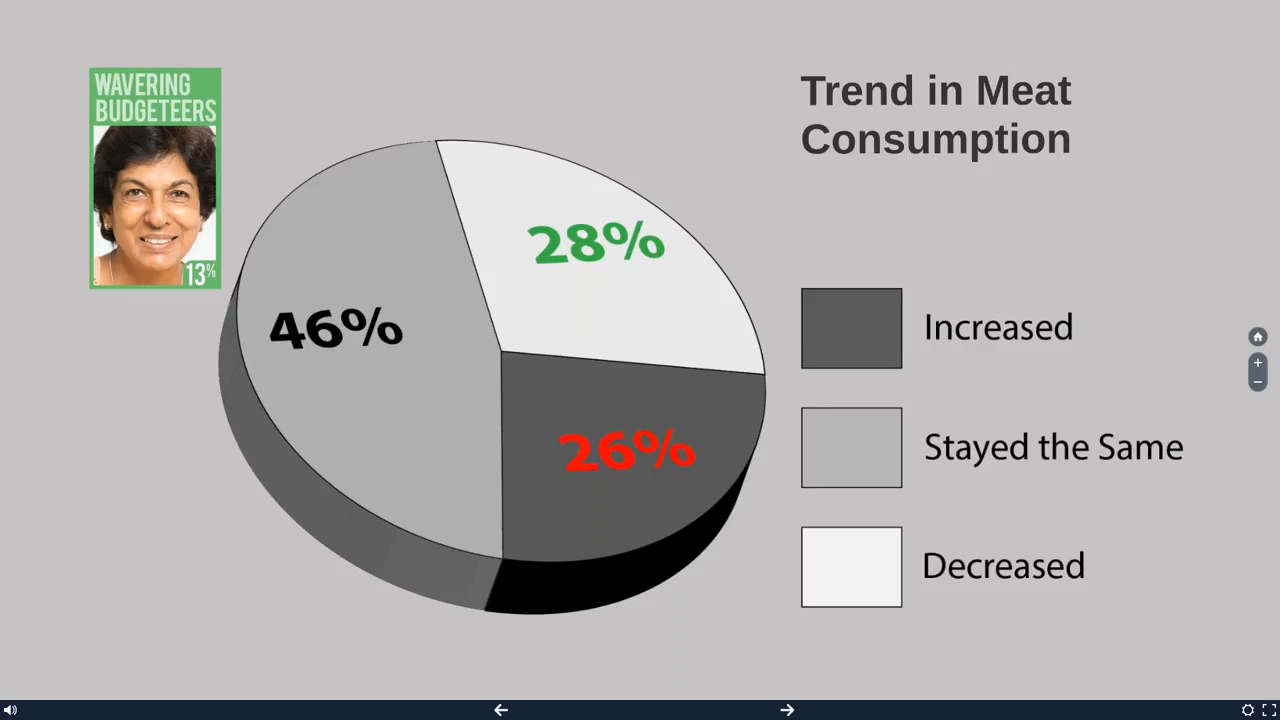 WAVERING
BUDGETEERS
13%
Trend in Meat
Consumption
28%
46%
26%
Increased
Stayed the Same
Decreased